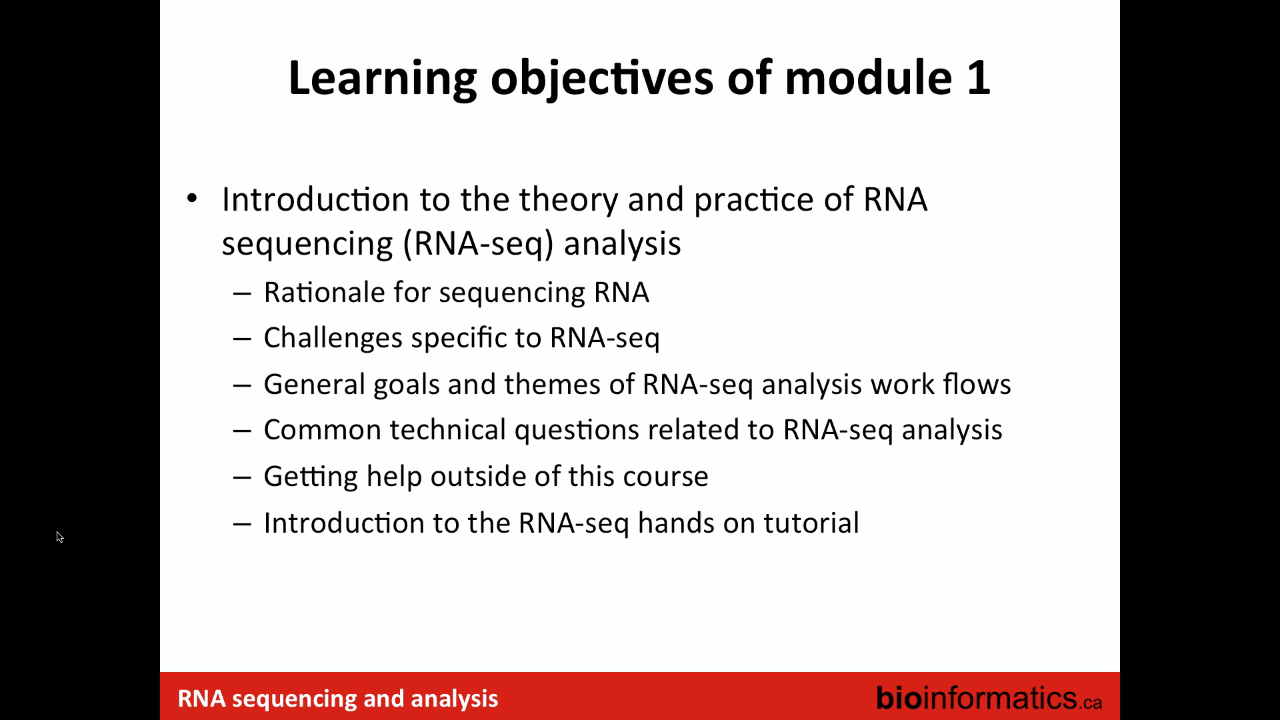 Learning objectives of module 1
• Introduction to the theory and practice of RNA
sequencing (RNA-seq) analysis
– Rationale for sequencing RNA
– Challenges specific to RNA-seq
– General goals and themes of RNA-seq analysis work flows
– Common technical questions related to RNA-seq analysis
– Getting help outside of this course
– Introduction to the RNA-seq hands on tutorial
RNA sequencing and analysis
bioinformatics.ca